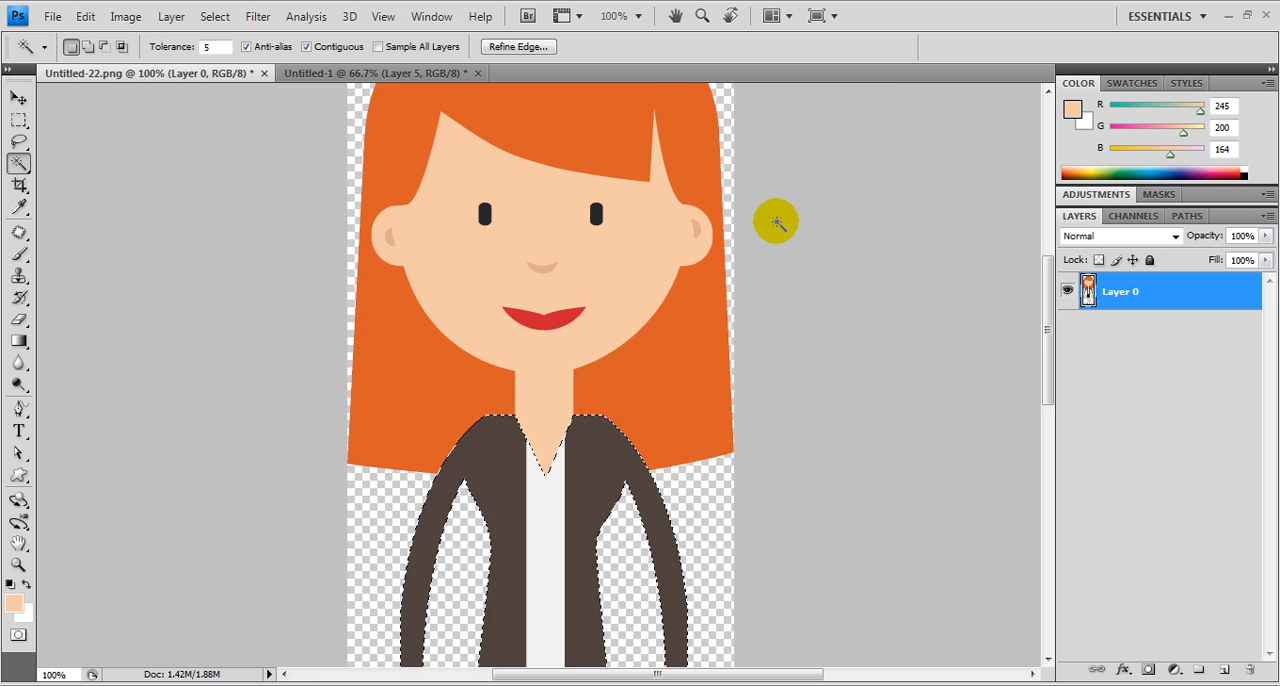 Ps File Edit Image Layer Select Filter Analysis 3D View Window Help Br 100% ESSENTIALS
Tolerance: 5 Anti-alias Contiguous Sample All Layers Refine Edge...
Untitled-22.png @ 100% (Layer 0, RGB/8) * Untitled-1 @ 66.7% (Layer 5, RGB/8) *
COLOR SWATCHES STYLES
R 245
G 200
B 164
ADJUSTMENTS MASKS
LAYERS CHANNELS PATHS
Normal Opacity: 100%
Lock: Fill: 100%
Layer 0
T
100% Doc: 1.42M/1.88M
fx